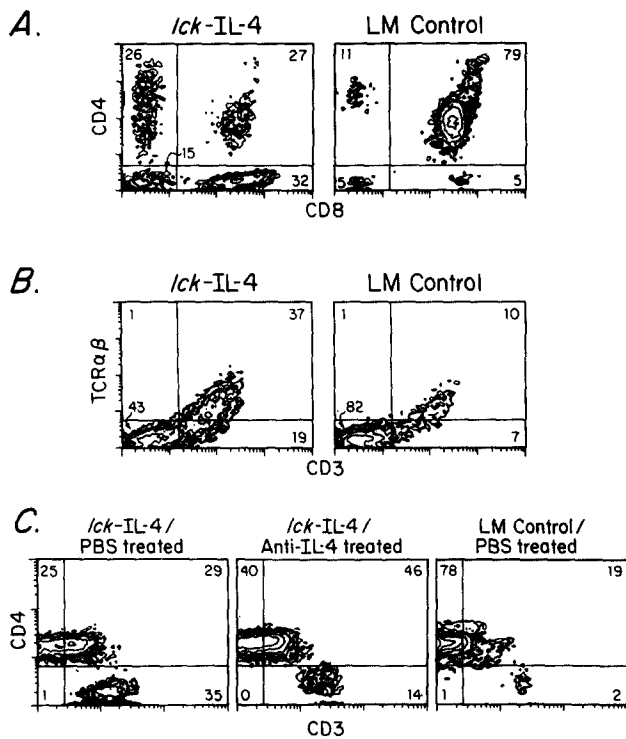 A.
lck-IL-4
LM Control
26
27
11
79
CD4
15
32
5
5
CD8
B.
lck-IL-4
LM Control
1
37
1
10
TCRαβ
43
19
82
7
CD3
C.
lck-IL-4/
PBS treated
lck-IL-4/
Anti-IL-4 treated
LM Control/
PBS treated
25
29
40
46
78
19
CD4
1
35
0
14
1
2
CD3